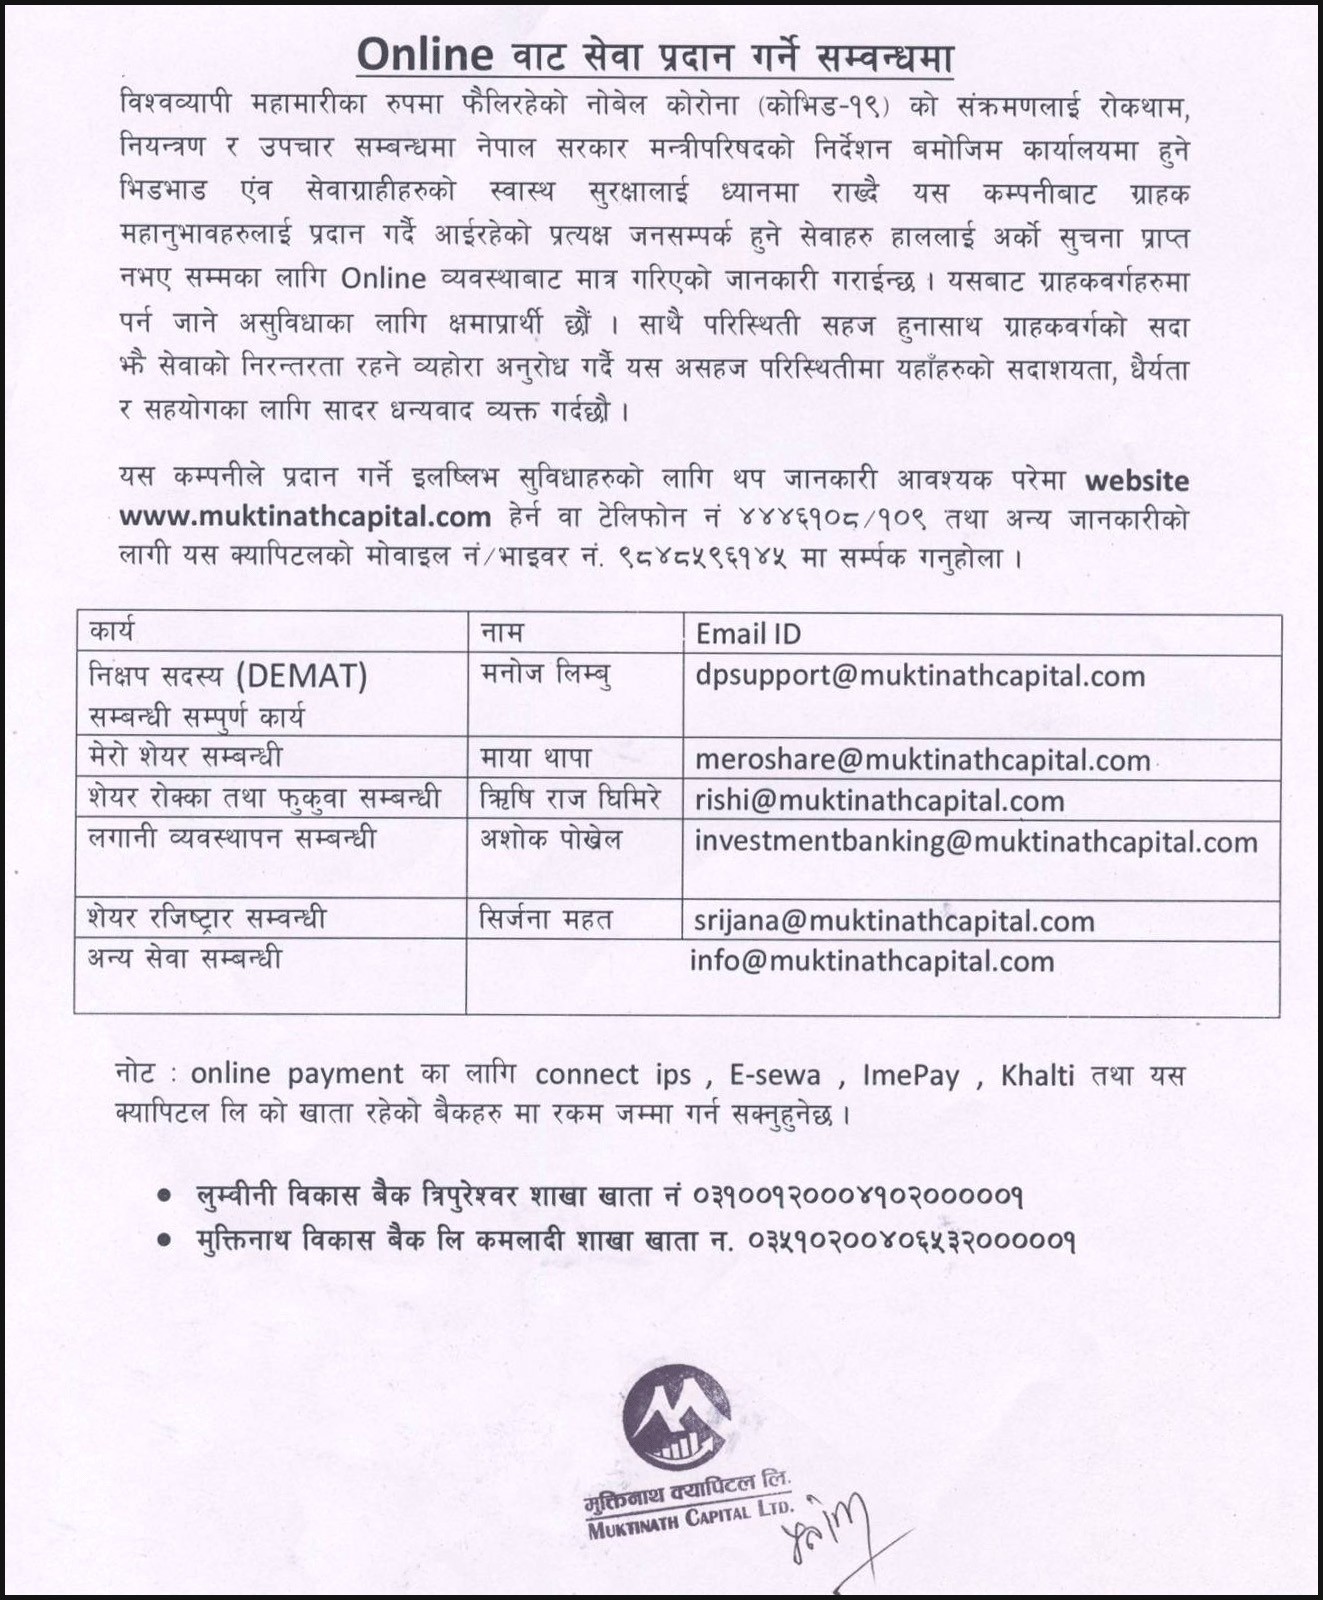 Online वाट सेवा प्रदान गर्ने सम्वन्धमा
विश्वव्यापी महामारीका रुपमा फैलिरहेको नोबेल कोरोना (कोभिड-१९) को संक्रमणलाई रोकथाम,
नियन्त्रण र उपचार सम्बन्धमा नेपाल सरकार मन्त्रीपरिषदको निर्देशन बमोजिम कार्यालयमा हुने
भिडभाड एंव सेवाग्राहीहरुको स्वास्थ सुरक्षालाई ध्यानमा राख्दै यस कम्पनीबाट ग्राहक
महानुभावहरुलाई प्रदान गर्दै आईरहेको प्रत्यक्ष जनसम्पर्क हुने सेवाहरु हाललाई अर्को सुचना प्राप्त
नभए सम्मका लागि Online व्यवस्थाबाट मात्र गरिएको जानकारी गराईन्छ । यसबाट ग्राहकवर्गहरुमा
पर्न जाने असुविधाका लागि क्षमाप्रार्थी छौं । साथै परिस्थिती सहज हुनासाथ ग्राहकवर्गको सदा
झै सेवाको निरन्तरता रहने व्यहोरा अनुरोध गर्दै यस असहज परिस्थितीमा यहाँहरुको सदाशयता, धैर्यता
र सहयोगका लागि सादर धन्यवाद व्यक्त गर्दछौ ।
यस कम्पनीले प्रदान गर्ने इलष्लिभ सुविधाहरुको लागि थप जानकारी आवश्यक परेमा website
www.muktinathcapital.com हेर्न वा टेलिफोन नं ४४४६१०८/१०९ तथा अन्य जानकारीको
लागी यस क्यापिटलको मोवाइल नं/भाइवर नं. ९८४८५९६१४५ मा सर्म्पक गनुहोला ।
कार्य नाम Email ID
निक्षप सदस्य (DEMAT) मनोज लिम्बु dpsupport@muktinathcapital.com
सम्बन्धी सम्पुर्ण कार्य
मेरो शेयर सम्बन्धी माया थापा meroshare@muktinathcapital.com
शेयर रोक्का तथा फुकुवा सम्बन्धी ऋिषि राज घिमिरे rishi@muktinathcapital.com
लगानी व्यवस्थापन सम्बन्धी अशोक पोखेल investmentbanking@muktinathcapital.com
शेयर रजिष्ट्रार सम्वन्धी सिर्जना महत srijana@muktinathcapital.com
अन्य सेवा सम्बन्धी info@muktinathcapital.com
नोट : online payment का लागि connect ips , E-sewa , ImePay , Khalti तथा यस
क्यापिटल लि को खाता रहेको बैकहरु मा रकम जम्मा गर्न सक्नुहुनेछ ।
• लुम्वीनी विकास बैक त्रिपुरेश्वर शाखा खाता नं ०३१००१२०००४१०२०००००१
• मुक्तिनाथ विकास बैक लि कमलादी शाखा खाता न. ०३५१०२००४०६५३२०००००१
मुक्तिनाथ क्यापिटल लि.
MUKTINATH CAPITAL LTD.